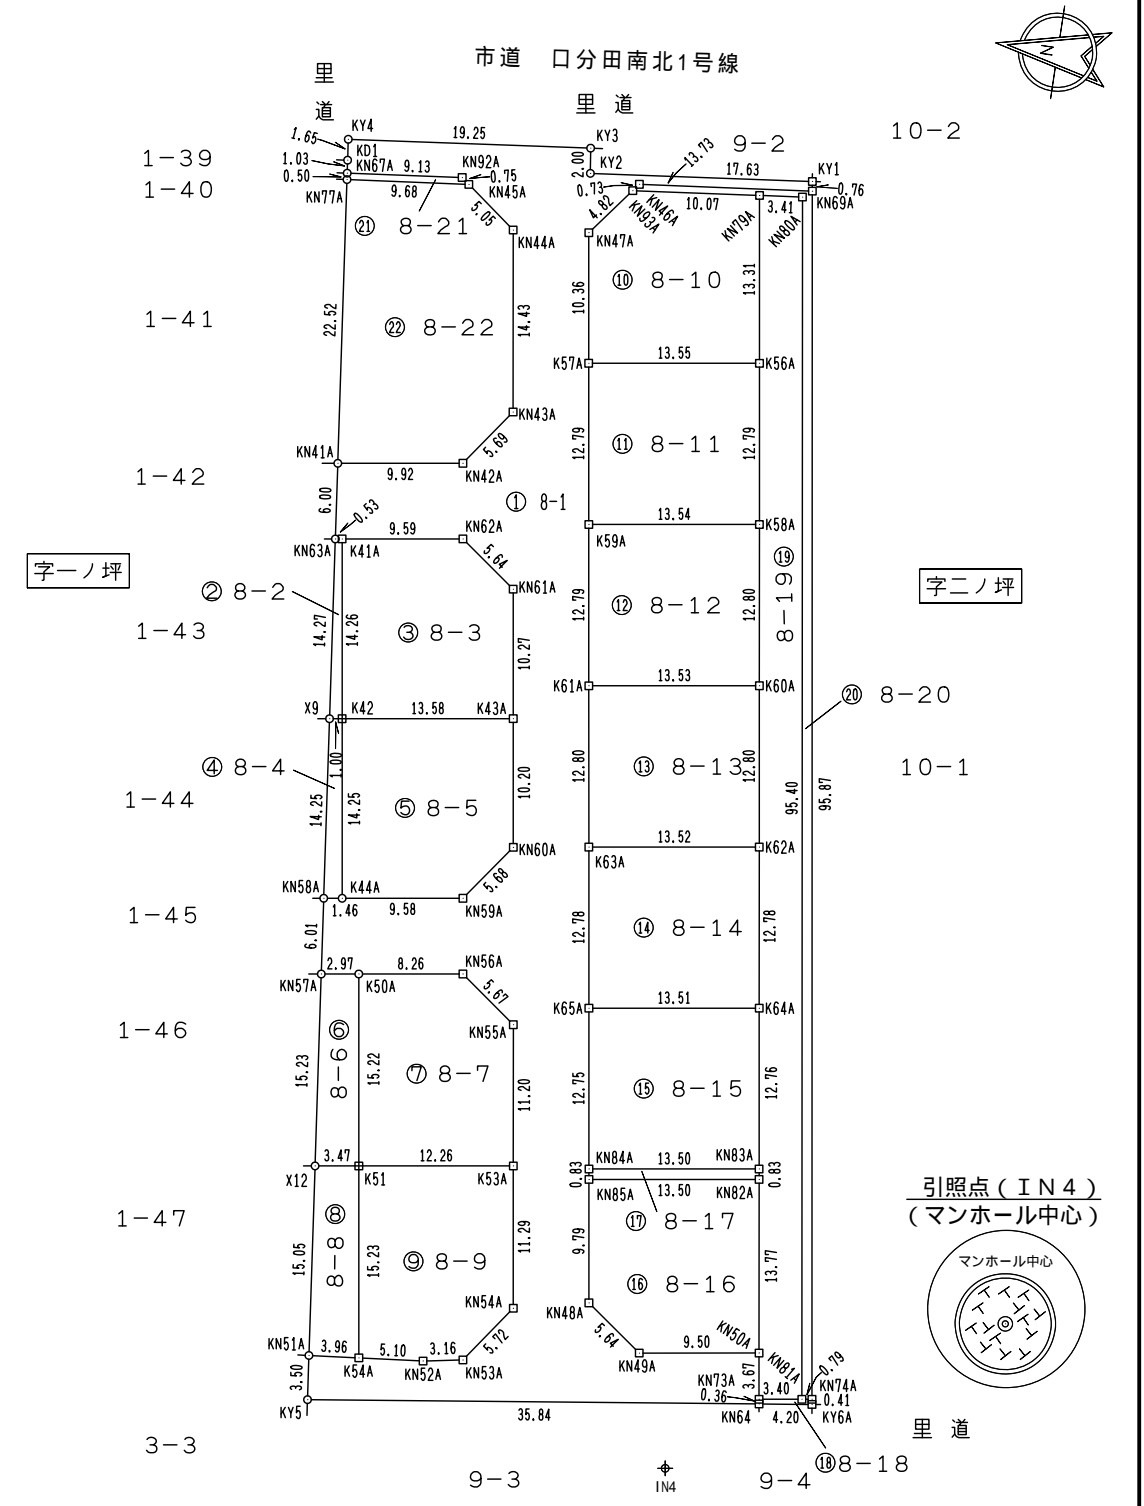 市道 口分田南北1号線
里道
里道
N
KY4
19.25
KY3
1.65
KD1
1.03
KN67A
9.13
KN92A
0.75
0.50
KN77A
9.68
KN45A
5.05
KN44A
2.00
KY2
9-2
10-2
13.73
17.63
KY1
0.73
0.76
KN46A
KN93A
10.07
KN79A
3.41
KN80A
KN69A
4.82
KN47A
1-39
1-40
㉑ 8-21
⑩ 8-10
10.36
13.31
1-41
22.52
㉒ 8-22
14.43
K57A
13.55
K56A
KN43A
5.69
KN41A
9.92
KN42A
12.79
⑪ 8-11
12.79
1-42
6.00
① 8-1
0.53
9.59
KN62A
K59A
13.54
K58A
KN63A
K41A
5.64
KN61A
字一ノ坪
字二ノ坪
⑲ 8-19
② 8-2
1-43
14.27
14.26
③ 8-3
10.27
12.79
⑫ 8-12
12.80
K61A
13.53
K60A
X9
K42
13.58
K43A
⑳ 8-20
1.00
④ 8-4
1-44
14.25
14.25
⑤ 8-5
10.20
12.80
⑬ 8-13
12.80
95.40
95.87
10-1
K63A
13.52
K62A
KN60A
5.68
KN58A
K44A
1.46
9.58
KN59A
1-45
6.01
12.78
⑭ 8-14
12.78
2.97
8.26
KN56A
KN57A
K50A
5.67
KN55A
K65A
13.51
K64A
1-46
15.23
⑥ 8-6
15.22
⑦ 8-7
11.20
12.75
⑮ 8-15
12.76
X12
3.47
K51
12.26
K53A
0.83
KN84A
13.50
KN83A
0.83
KN85A
13.50
KN82A
⑰ 8-17
1-47
15.05
⑧ 8-8
15.23
⑨ 8-9
11.29
9.79
⑯ 8-16
13.77
KN54A
5.72
KN48A
5.64
KN51A
3.96
K54A
5.10
KN52A
3.16
KN53A
KN49A
9.50
KN50A
3.50
KY5
35.84
KN73A
3.67
0.36
3.40
KN81A
0.79
KN74A
0.41
KN64
4.20
KY6A
引照点(IN4)
(マンホール中心)
マンホール中心
里道
3-3
9-3
IN4
9-4
⑱8-18